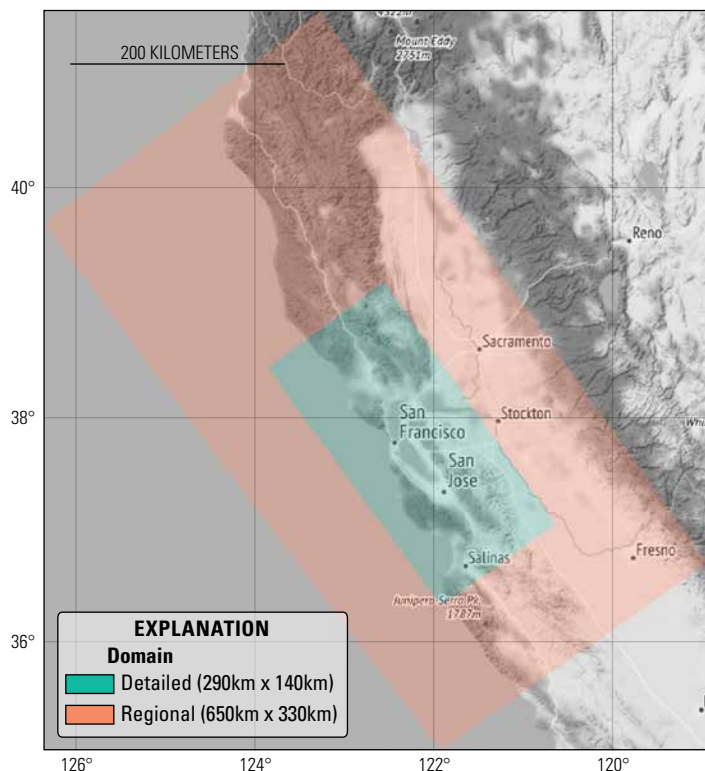 4322m
Mount Eddy
2751m
200 KILOMETERS
40°
Reno
Sacramento
38°
San
Francisco
Stockton
San
Jose
Salinas
Fresno
Junipero Serra Pk.
1787m
36°
EXPLANATION
Domain
Detailed (290km x 140km)
Regional (650km x 330km)
126°
124°
122°
120°